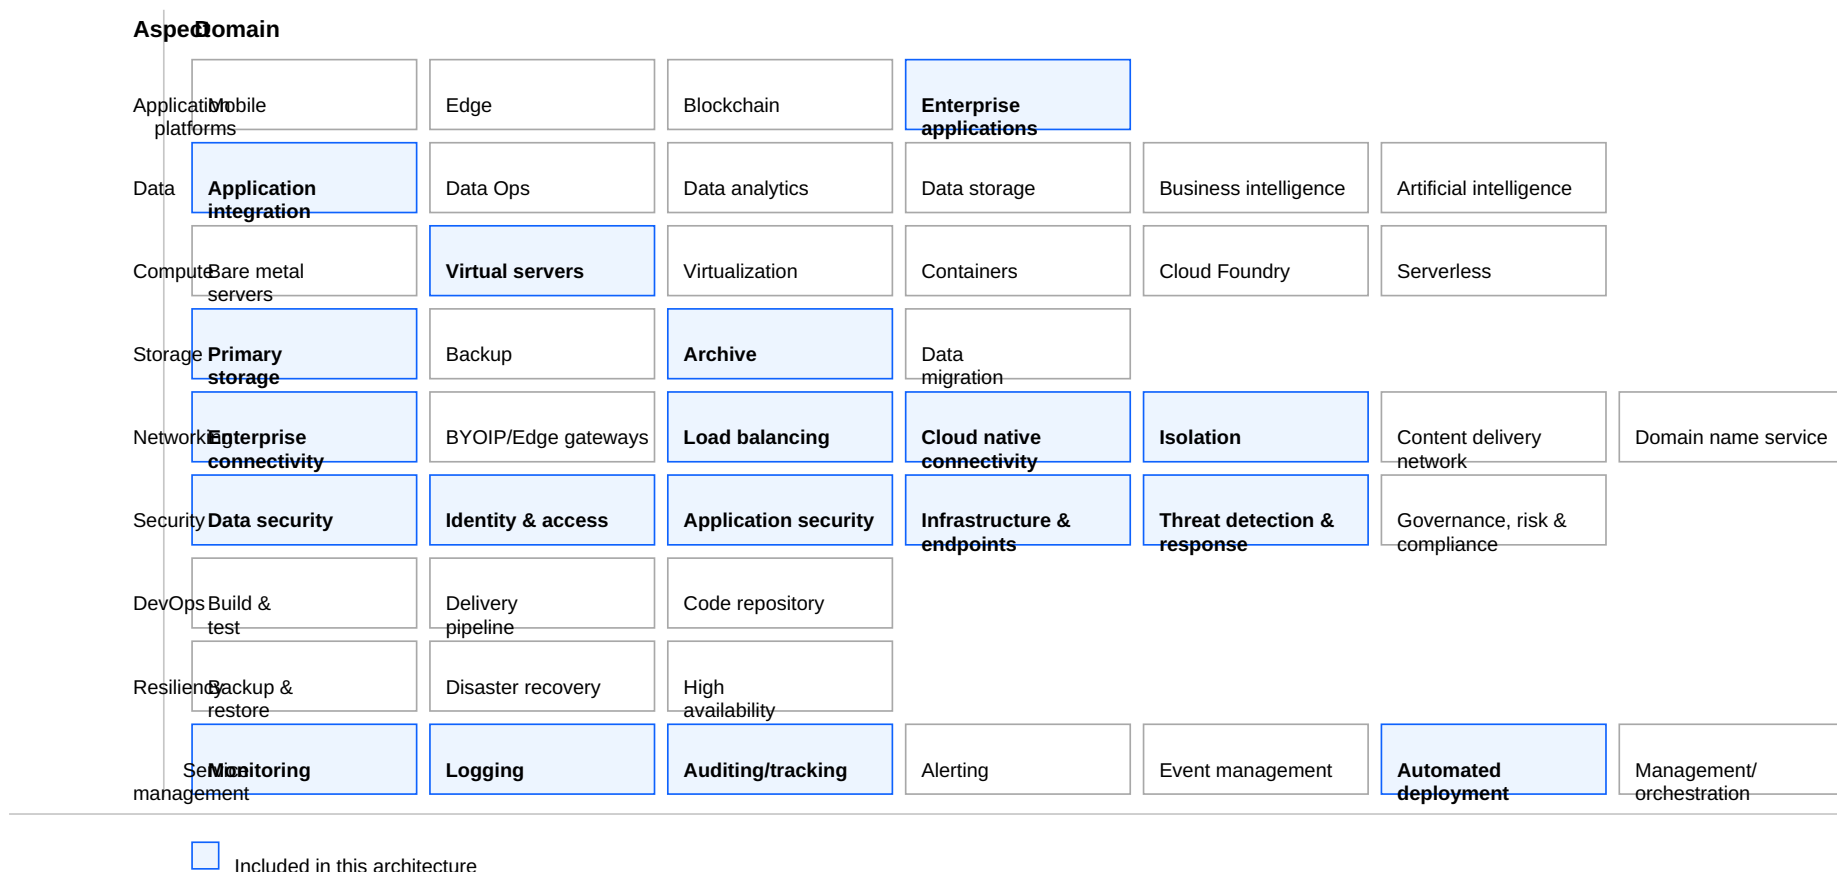 Aspect
Domain
Application
platforms
Mobile
Edge
Blockchain
Enterprise
applications
Data
Application
integration
Data Ops
Data analytics
Data storage
Business intelligence
Artificial intelligence
Compute
Bare metal
servers
Virtual servers
Virtualization
Containers
Cloud Foundry
Serverless
Storage
Primary
storage
Backup
Archive
Data
migration
Networking
Enterprise
connectivity
BYOIP/Edge gateways
Load balancing
Cloud native
connectivity
Isolation
Content delivery
network
Domain name service
Security
Data security
Identity & access
Application security
Infrastructure &
endpoints
Threat detection &
response
Governance, risk &
compliance
DevOps
Build &
test
Delivery
pipeline
Code repository
Resiliency
Backup &
restore
Disaster recovery
High
availability
Service
management
Monitoring
Logging
Auditing/tracking
Alerting
Event management
Automated
deployment
Management/
orchestration
Included in this architecture